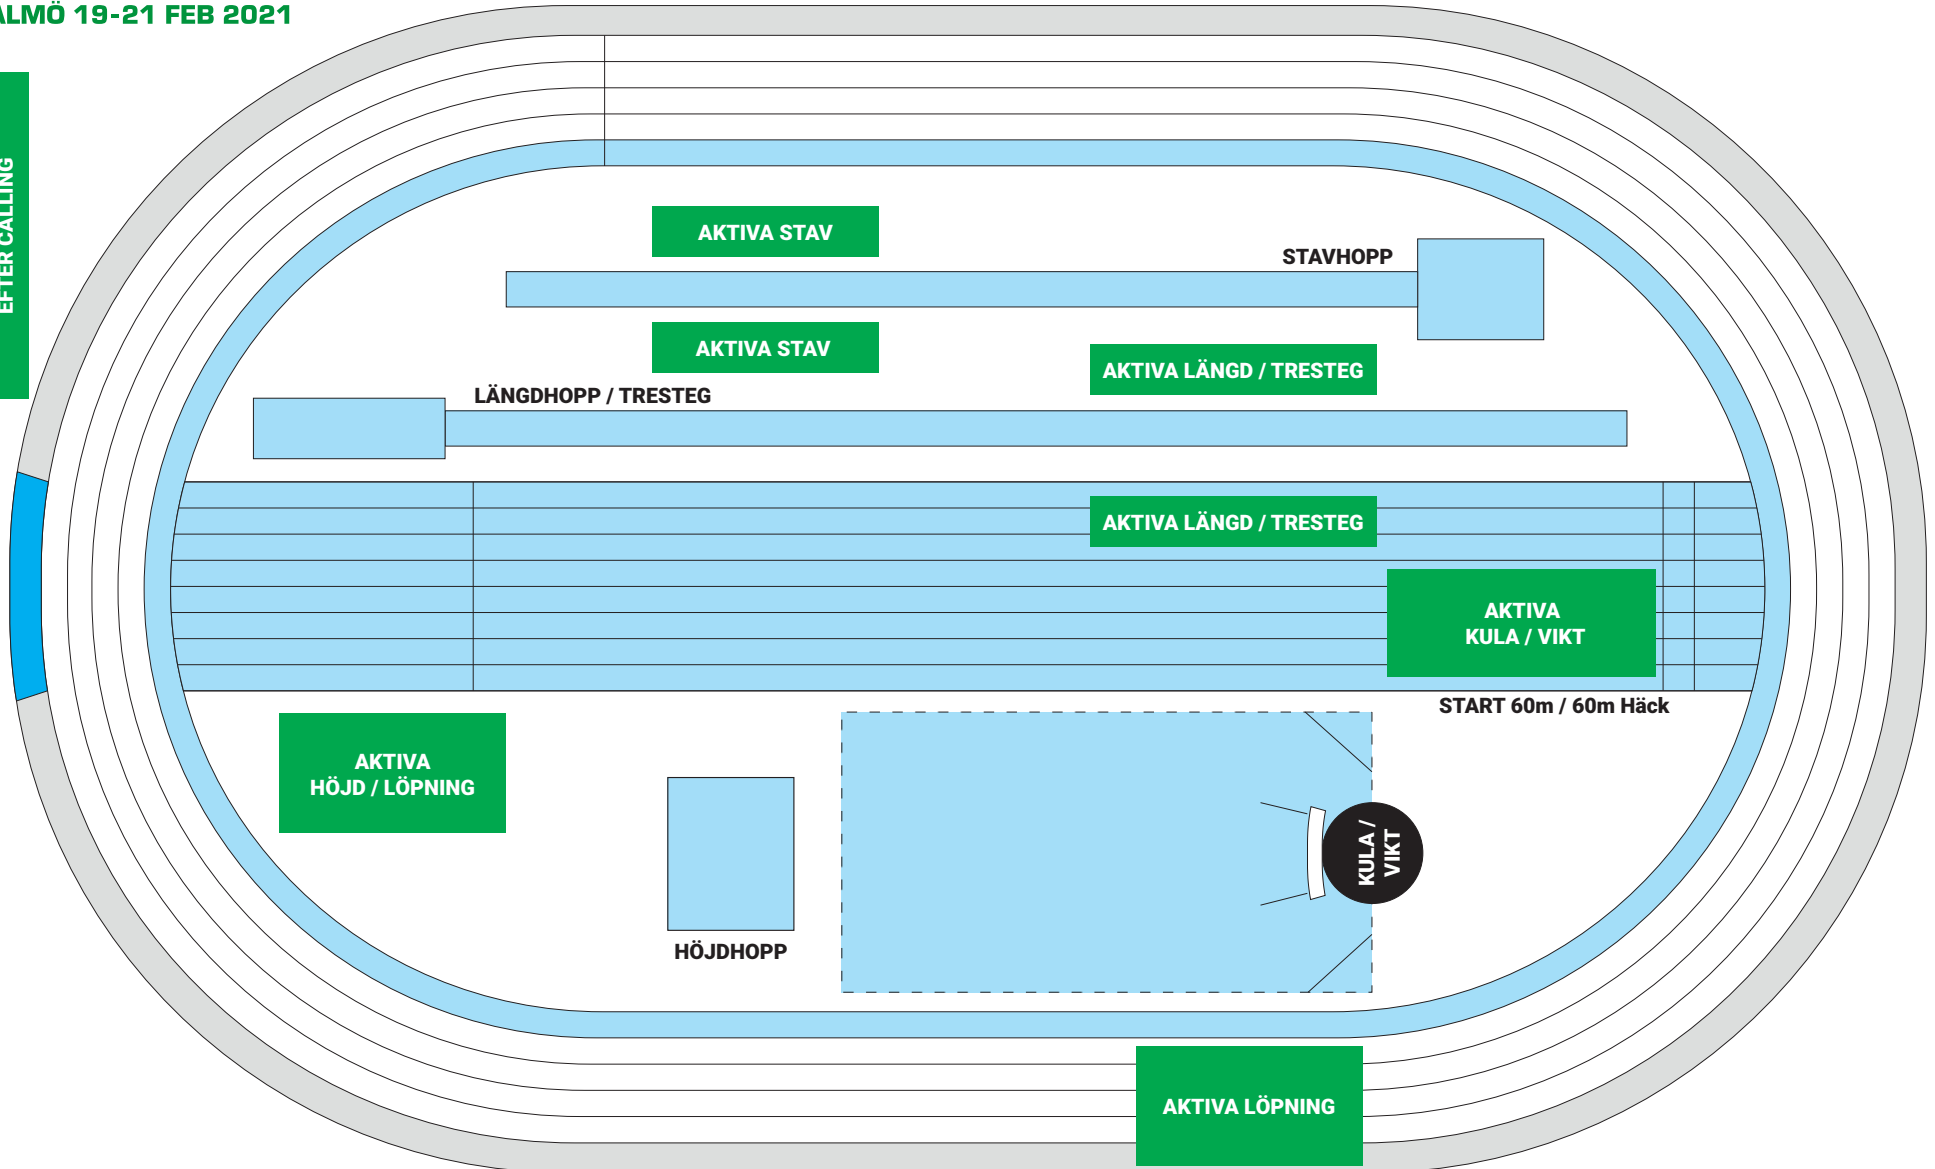 ALMÖ 19-21 FEB 2021
EFTER CALLING
AKTIVA STAV
STAVHOPP
AKTIVA STAV
AKTIVA LÄNGD / TRESTEG
LÄNGDHOPP / TRESTEG
AKTIVA LÄNGD / TRESTEG
AKTIVA
KULA / VIKT
START 60m / 60m Häck
AKTIVA
HÖJD / LÖPNING
KULA /
VIKT
HÖJDHOPP
AKTIVA LÖPNING